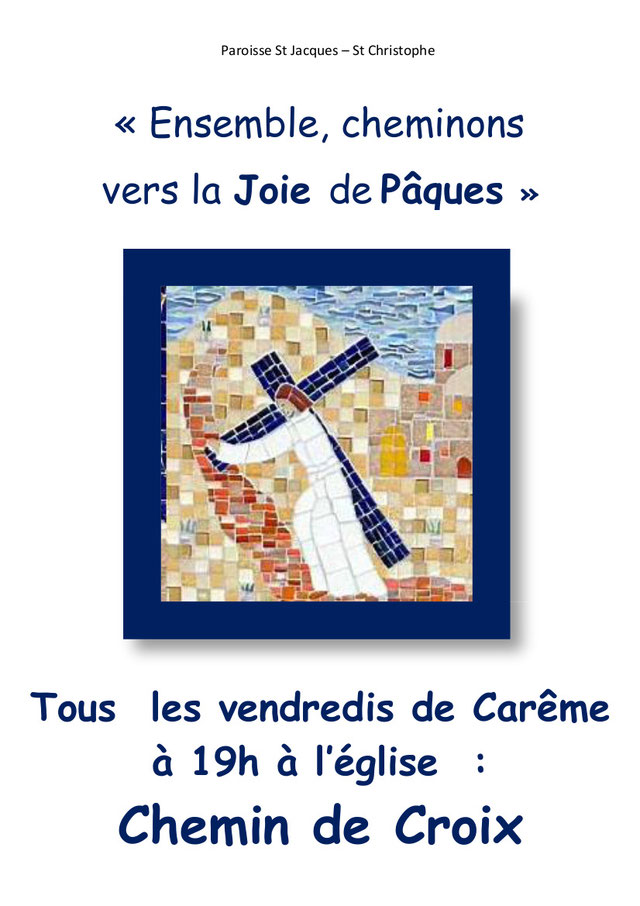 Paroisse St Jacques – St Christophe
« Ensemble, cheminons
vers la Joie de Pâques »
Tous les vendredis de Carême
à 19h à l’église :
Chemin de Croix